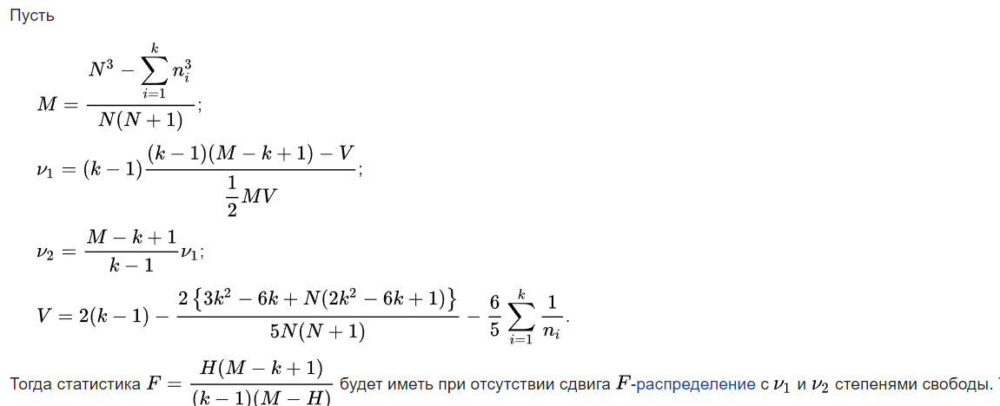 Пусть
M = \frac{N^3 - \sum_{i=1}^{k} n_i^3}{N(N+1)};
\nu_1 = (k-1)\frac{(k-1)(M-k+1)-V}{\frac{1}{2}MV};
\nu_2 = \frac{M-k+1}{k-1}\nu_1;
V = 2(k-1) - \frac{2\left\{3k^2-6k+N(2k^2-6k+1)\right\}}{5N(N+1)} - \frac{6}{5}\sum_{i=1}^{k}\frac{1}{n_i}.
Тогда статистика F = \frac{H(M-k+1)}{(k-1)(M-H)} будет иметь при отсутствии сдвига F-распределение с \nu_1 и \nu_2 степенями свободы.